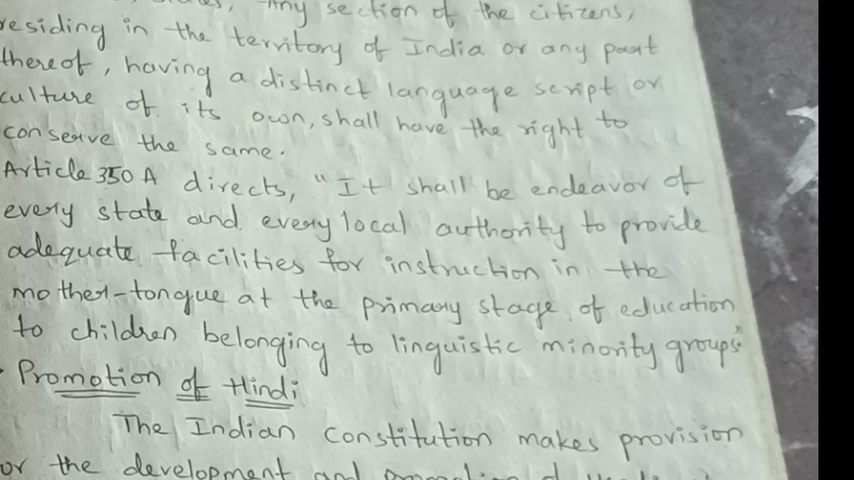 Any section of the citizens,
residing in the territory of India or any part
thereof, having a distinct language script or
culture of its own, shall have the right to
conserve the same.
Article 350 A directs, "It shall be endeavor of
every state and every local authority to provide
adequate facilities for instruction in the
mother-tongue at the primary stage of education
to children belonging to linguistic minority groups"
Promotion of Hindi
The Indian Constitution makes provision
or the development and